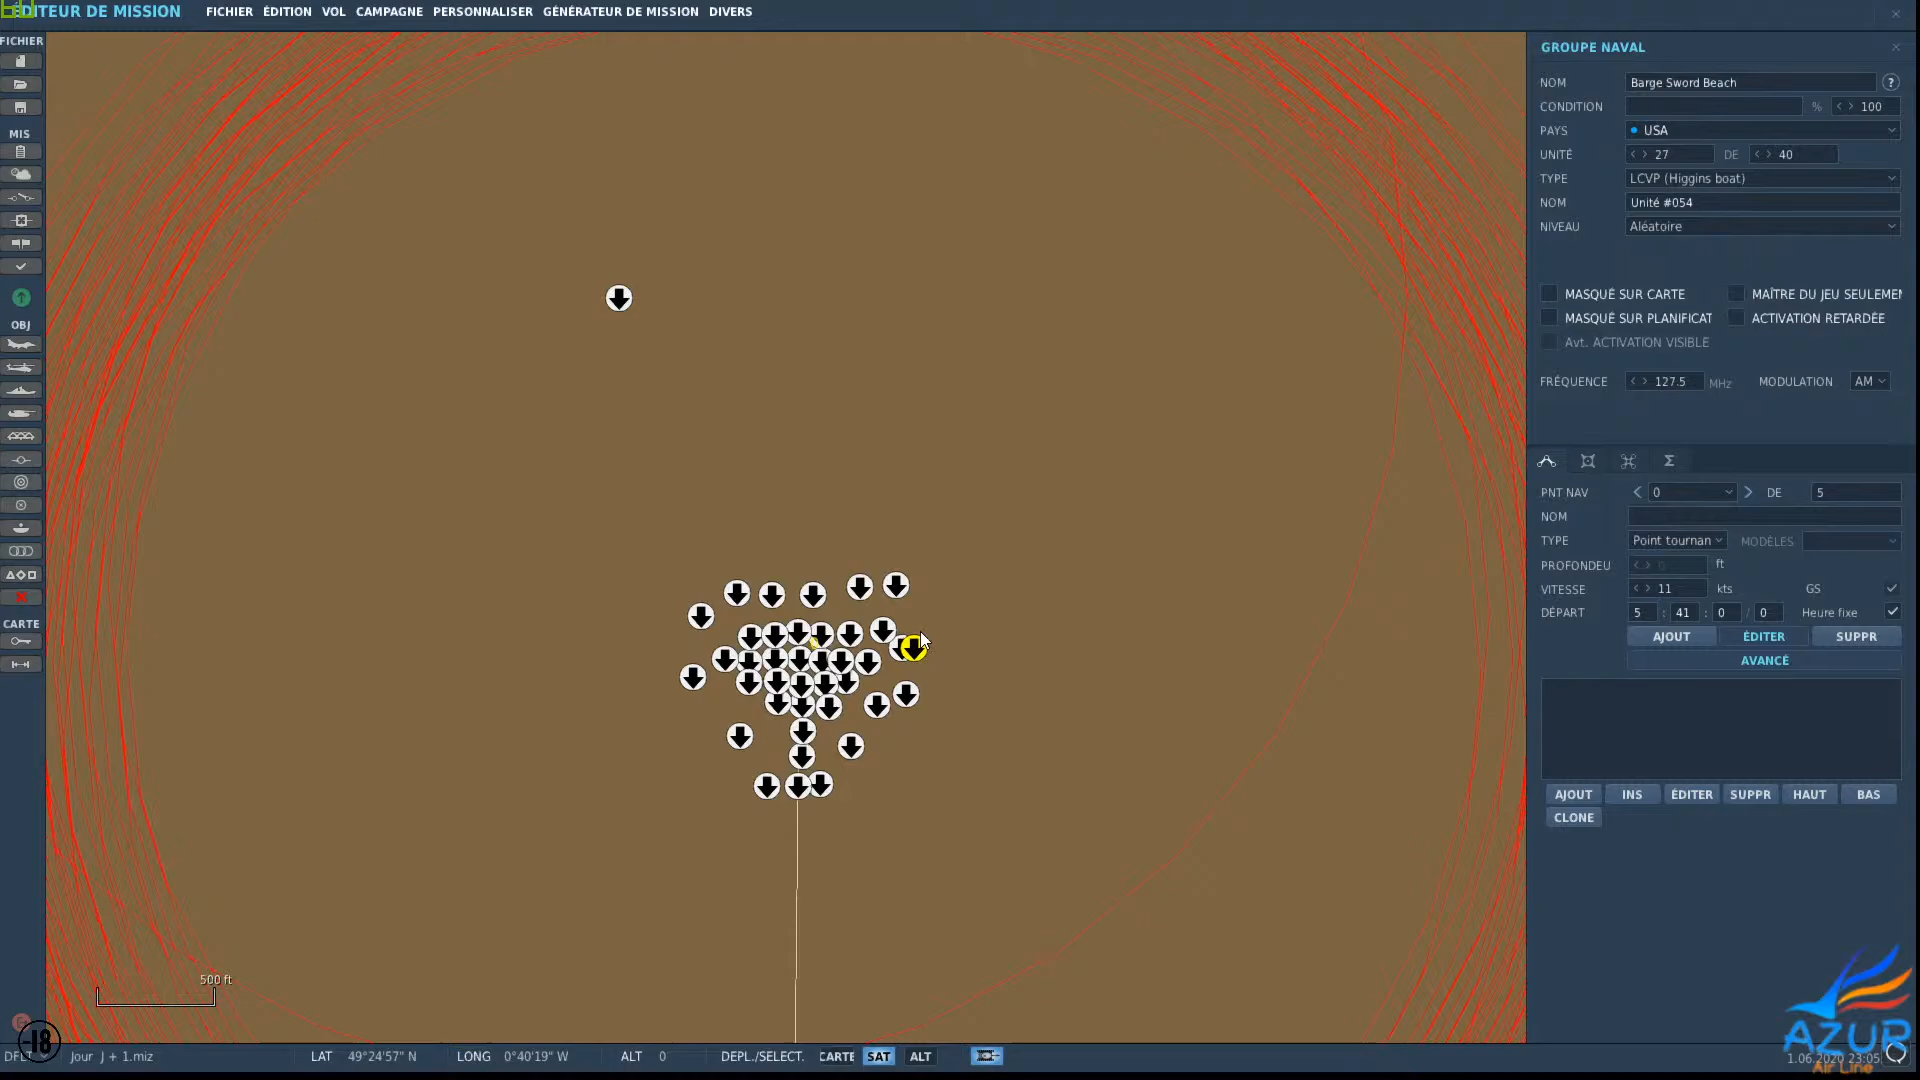 ÉDITEUR DE MISSION FICHIER ÉDITION VOL CAMPAGNE PERSONNALISER GÉNÉRATEUR DE MISSION DIVERS
FICHIER
MIS
OBJ
CARTE
GROUPE NAVAL
NOM Barge Sword Beach ?
CONDITION % < > 100
PAYS USA
UNITÉ < > 27 DE < > 40
TYPE LCVP (Higgins boat)
NOM Unité #054
NIVEAU Aléatoire
MASQUÉ SUR CARTE MAÎTRE DU JEU SEULEMEN
MASQUÉ SUR PLANIFICAT ACTIVATION RETARDÉE
Avt. ACTIVATION VISIBLE
FRÉQUENCE < > 127.5 MHz MODULATION AM
Σ
PNT NAV < 0 > DE 5
NOM
TYPE Point tournan MODÈLES
PROFONDEU < > ft
VITESSE < > 11 kts GS
DÉPART 5 : 41 : 0 / 0 Heure fixe
AJOUT ÉDITER SUPPR
AVANCÉ
AJOUT INS ÉDITER SUPPR HAUT BAS
CLONE
500 ft
-18
Jour J + 1.miz LAT 49°24'57" N LONG 0°40'19" W ALT 0 DEPL./SELECT. CARTE SAT ALT
AZUR
Air Line
1.06.2020 23:05